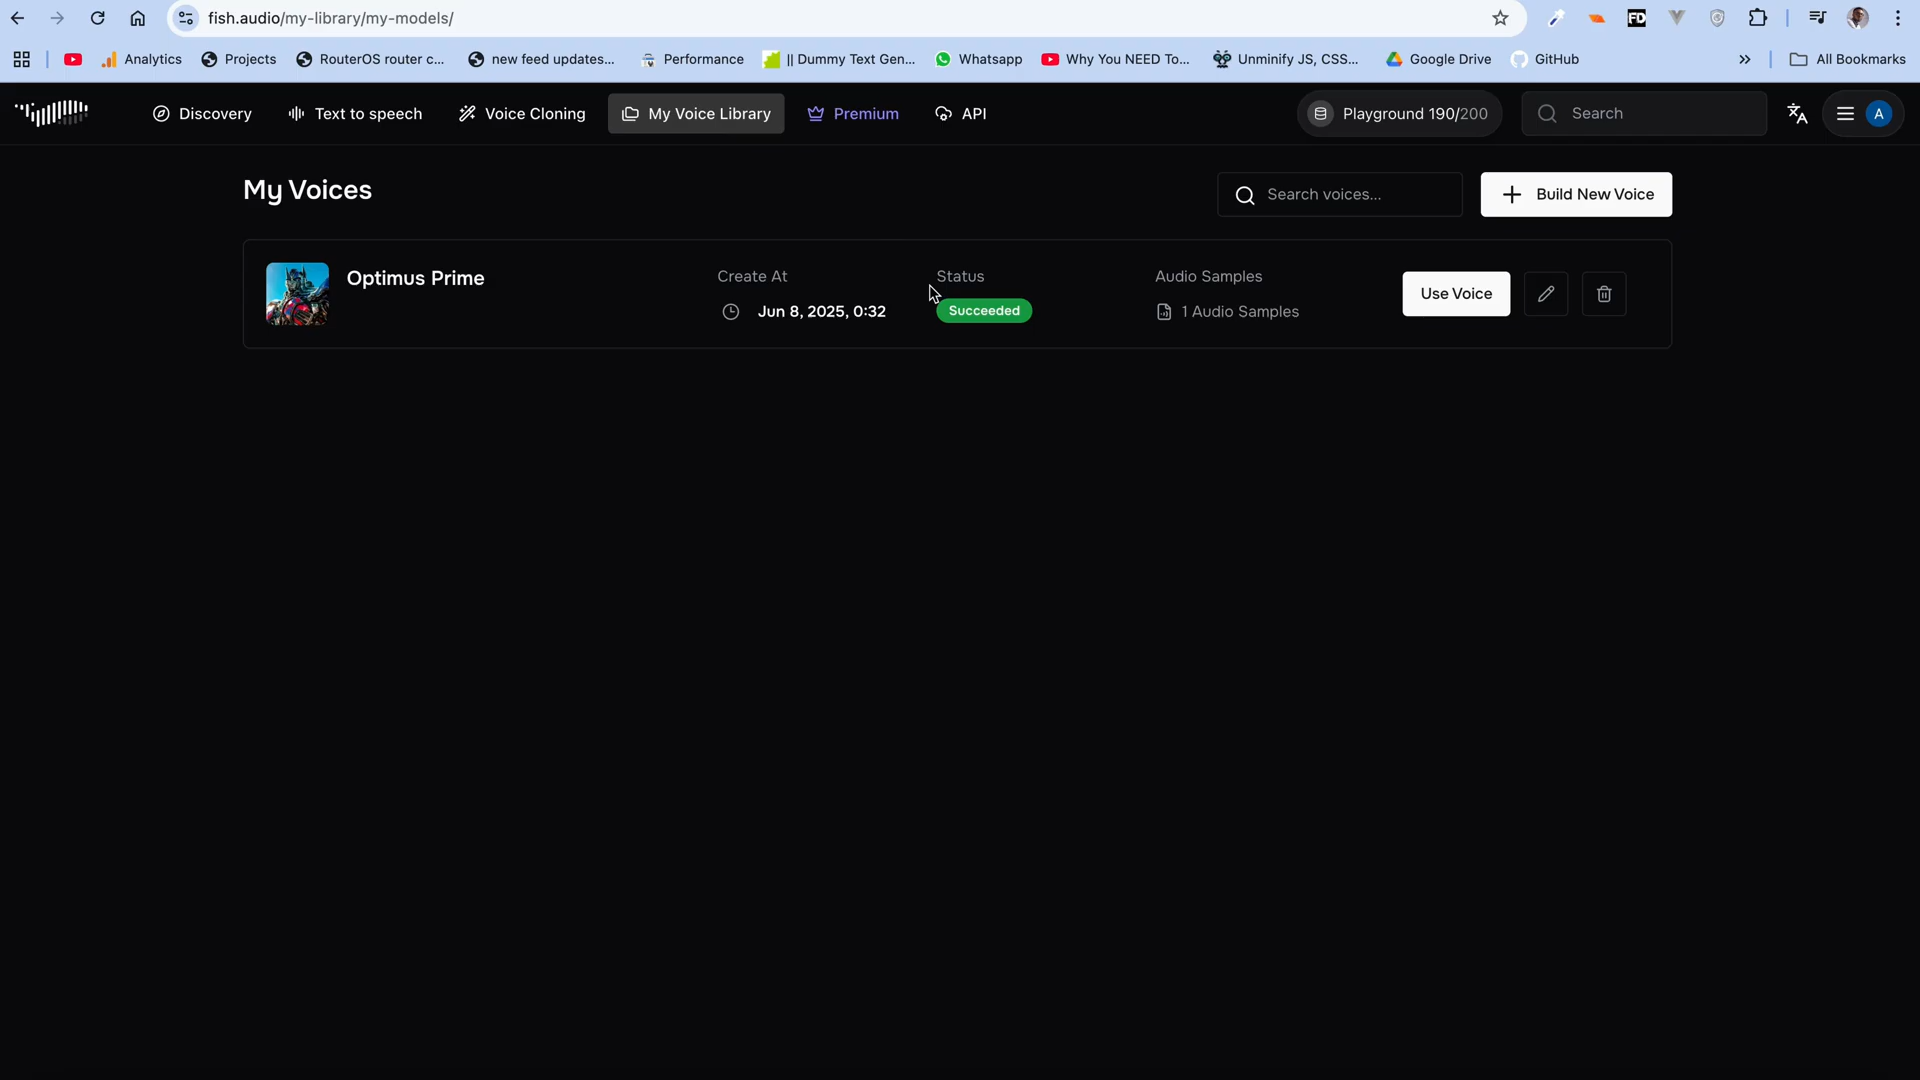 fish.audio/my-library/my-models/
FD
Analytics Projects RouterOS router c... new feed updates... Performance || Dummy Text Gen... Whatsapp Why You NEED To... Unminify JS, CSS... Google Drive GitHub » All Bookmarks
Discovery Text to speech Voice Cloning My Voice Library Premium API Playground 190/200 Search A
My Voices Search voices... Build New Voice
Optimus Prime Create At Status Audio Samples Use Voice
Jun 8, 2025, 0:32 Succeeded 1 Audio Samples